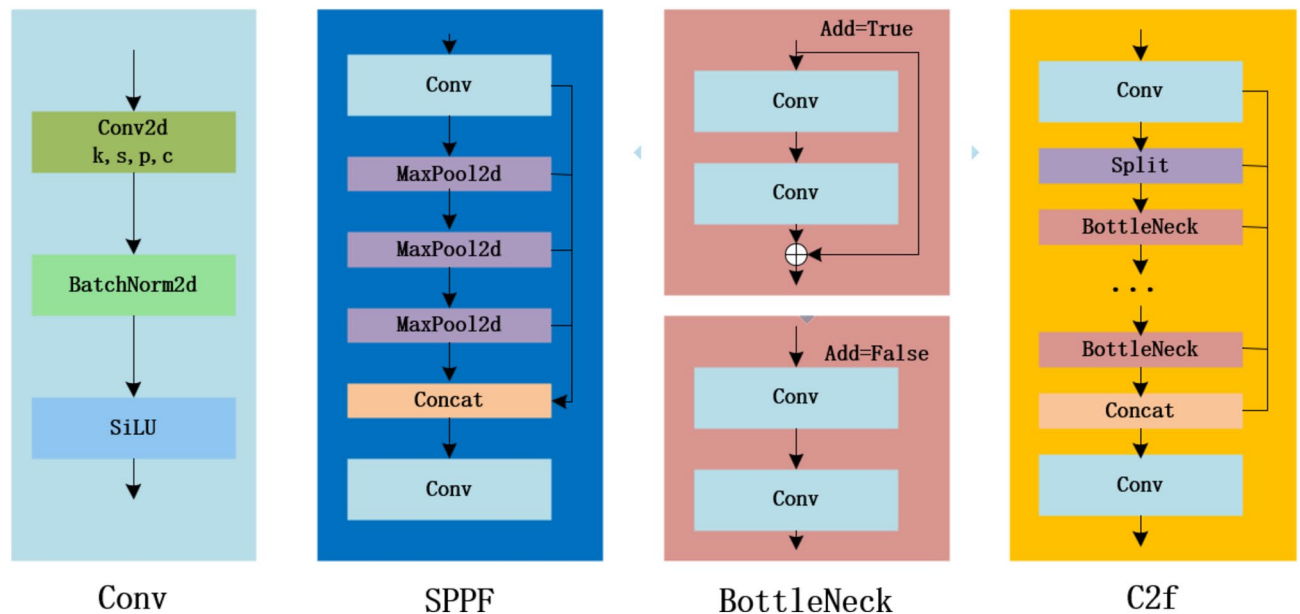 Conv2d
k,s,p,c
BatchNorm2d
SiLU
Conv
Conv
MaxPool2d
MaxPool2d
MaxPool2d
Concat
Conv
SPPF
Add=True
Conv
Conv
Add=False
Conv
Conv
BottleNeck
Conv
Split
BottleNeck
...
BottleNeck
Concat
Conv
C2f